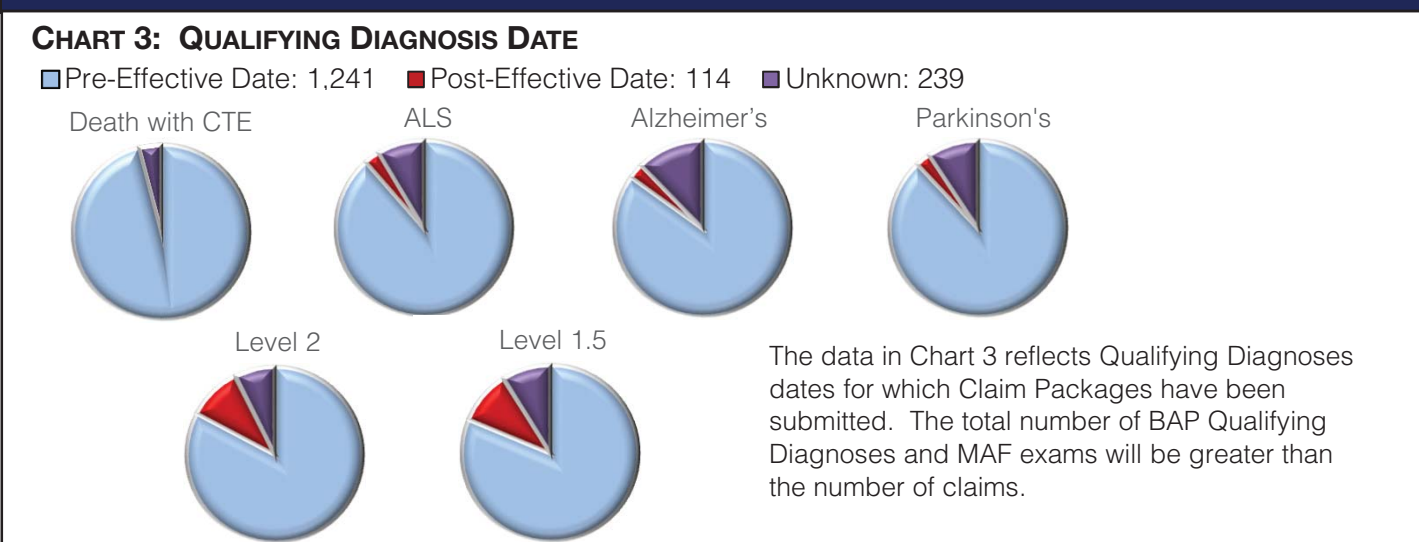 CHART 3: QUALIFYING DIAGNOSIS DATE
Pre-Effective Date: 1,241 Post-Effective Date: 114 Unknown: 239
Death with CTE ALS Alzheimer’s Parkinson's
Level 2 Level 1.5
The data in Chart 3 reflects Qualifying Diagnoses
dates for which Claim Packages have been
submitted. The total number of BAP Qualifying
Diagnoses and MAF exams will be greater than
the number of claims.